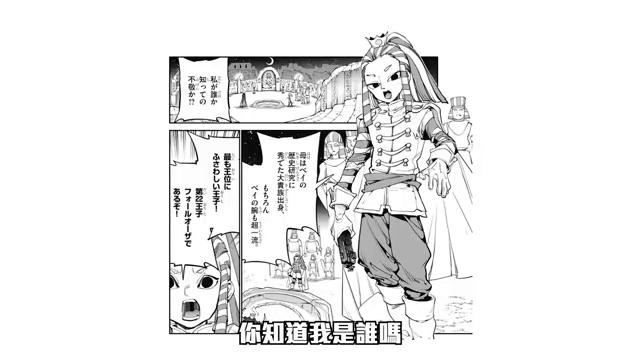 私が誰か
知っての
不敬か!?
母はベイの
歴史研究に
秀でた大貴族出身、
もちろん
ベイの腕も超一流。
最も王位に
ふさわしい王子!
第22王子
フォールオーザで
あるぞ!
你知道我是誰嗎